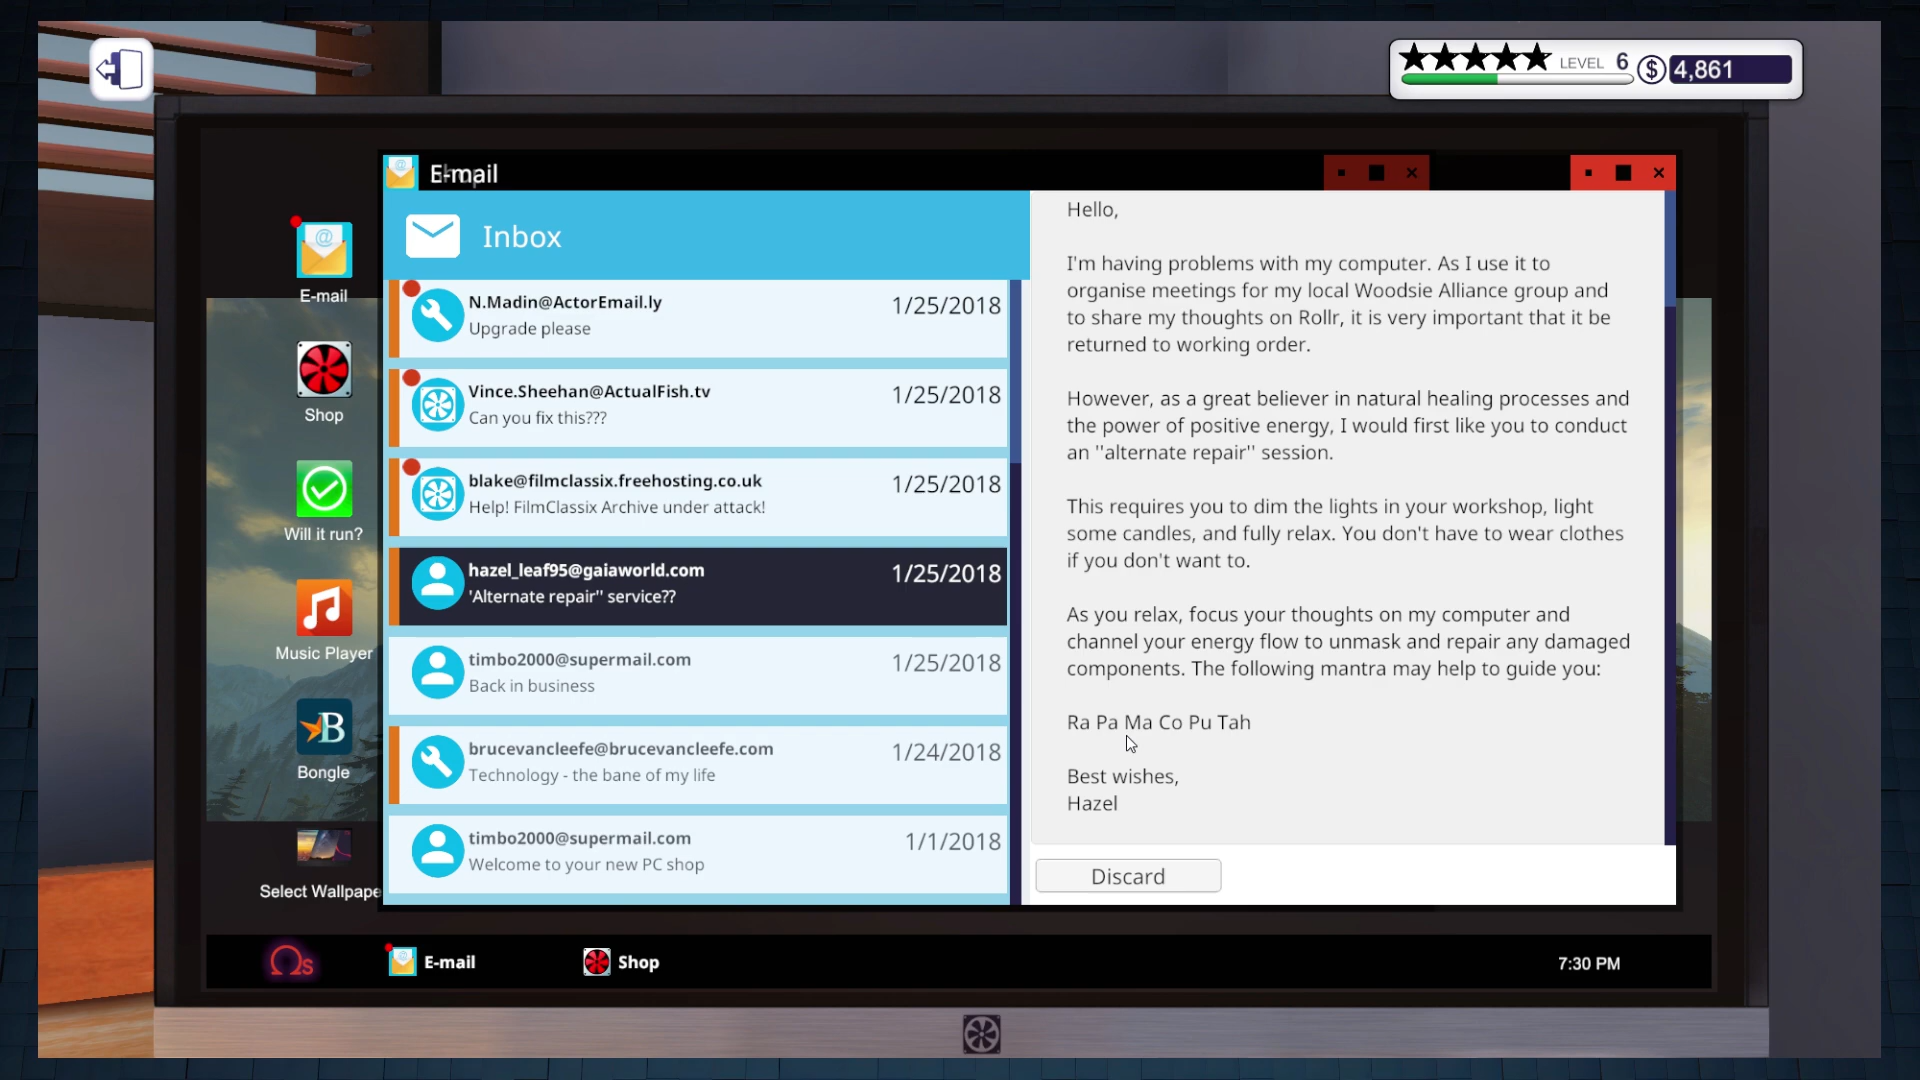 LEVEL 6 $ 4,861
E-mail
Inbox
N.Madin@ActorEmail.ly 1/25/2018
Upgrade please
Vince.Sheehan@ActualFish.tv 1/25/2018
Can you fix this???
blake@filmclassix.freehosting.co.uk 1/25/2018
Help! FilmClassix Archive under attack!
hazel_leaf95@gaiaworld.com 1/25/2018
'Alternate repair'' service??
timbo2000@supermail.com 1/25/2018
Back in business
brucevancleefe@brucevancleefe.com 1/24/2018
Technology - the bane of my life
timbo2000@supermail.com 1/1/2018
Welcome to your new PC shop
Hello,
I'm having problems with my computer. As I use it to
organise meetings for my local Woodsie Alliance group and
to share my thoughts on Rollr, it is very important that it be
returned to working order.
However, as a great believer in natural healing processes and
the power of positive energy, I would first like you to conduct
an ''alternate repair'' session.
This requires you to dim the lights in your workshop, light
some candles, and fully relax. You don't have to wear clothes
if you don't want to.
As you relax, focus your thoughts on my computer and
channel your energy flow to unmask and repair any damaged
components. The following mantra may help to guide you:
Ra Pa Ma Co Pu Tah
Best wishes,
Hazel
Discard
E-mail
Shop
Will it run?
Music Player
B
Bongle
Select Wallpape
Ωs
E-mail
Shop
7:30 PM